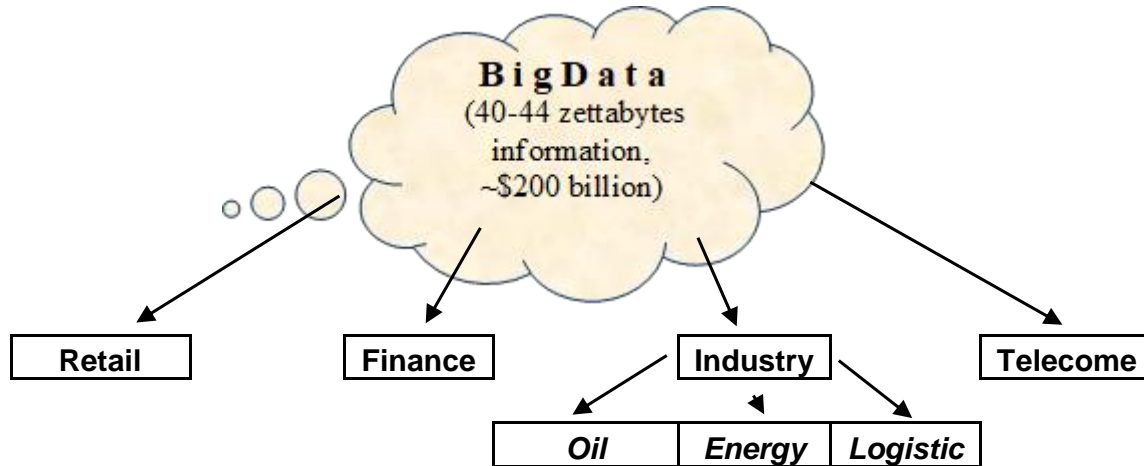 BigData
(40-44 zettabytes
information,
~$200 billion)
Retail
Finance
Industry
Telecome
Oil
Energy
Logistic